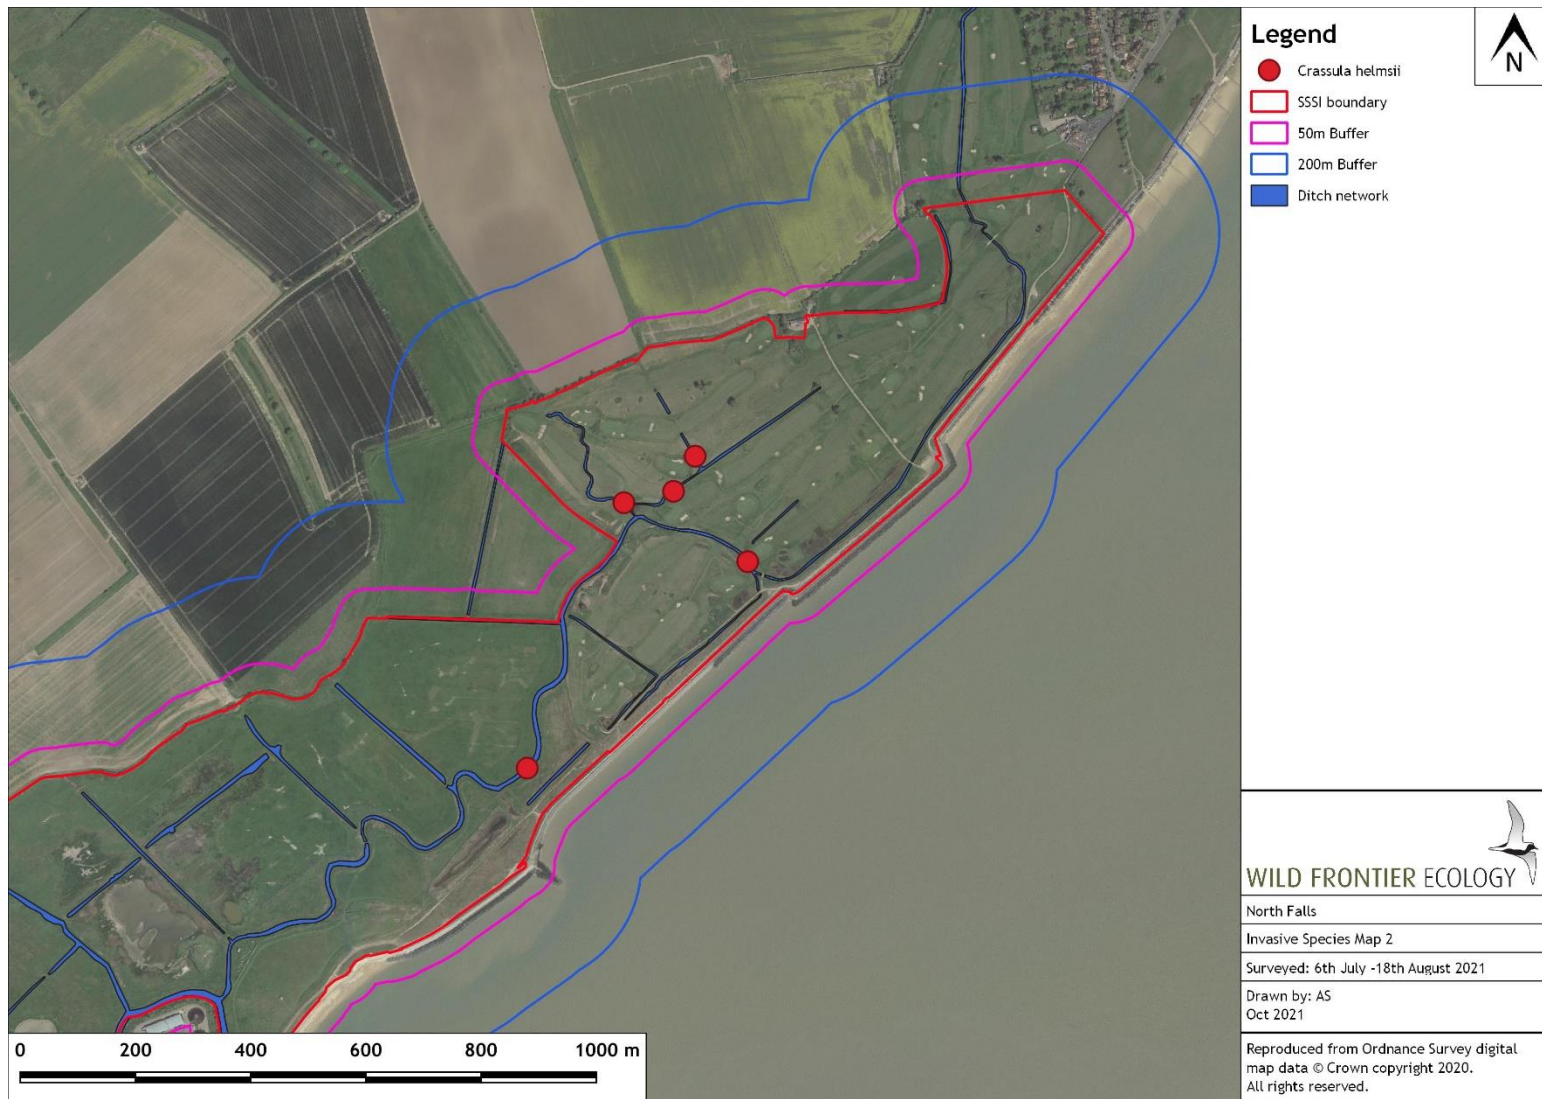 Legend
N
Crassula helmsii
SSSI boundary
50m Buffer
200m Buffer
Ditch network
WILD FRONTIER ECOLOGY
North Falls
Invasive Species Map 2
Surveyed: 6th July -18th August 2021
Drawn by: AS
Oct 2021
Reproduced from Ordnance Survey digital
map data © Crown copyright 2020.
All rights reserved.
0 200 400 600 800 1000 m